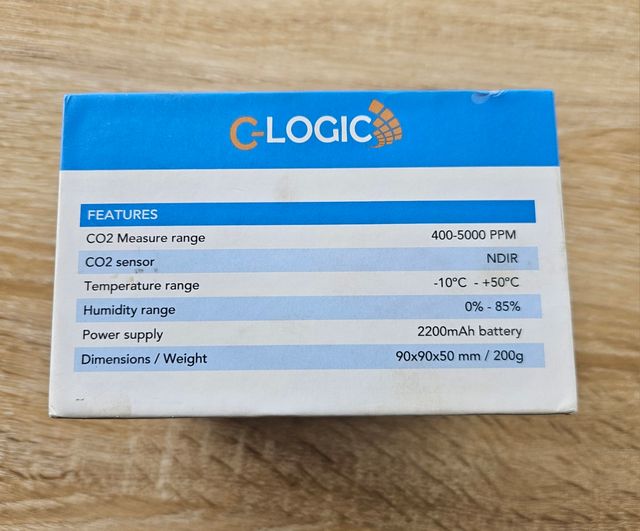 C-LOGIC
FEATURES
CO2 Measure range 400-5000 PPM
CO2 sensor NDIR
Temperature range -10°C - +50°C
Humidity range 0% - 85%
Power supply 2200mAh battery
Dimensions / Weight 90x90x50 mm / 200g